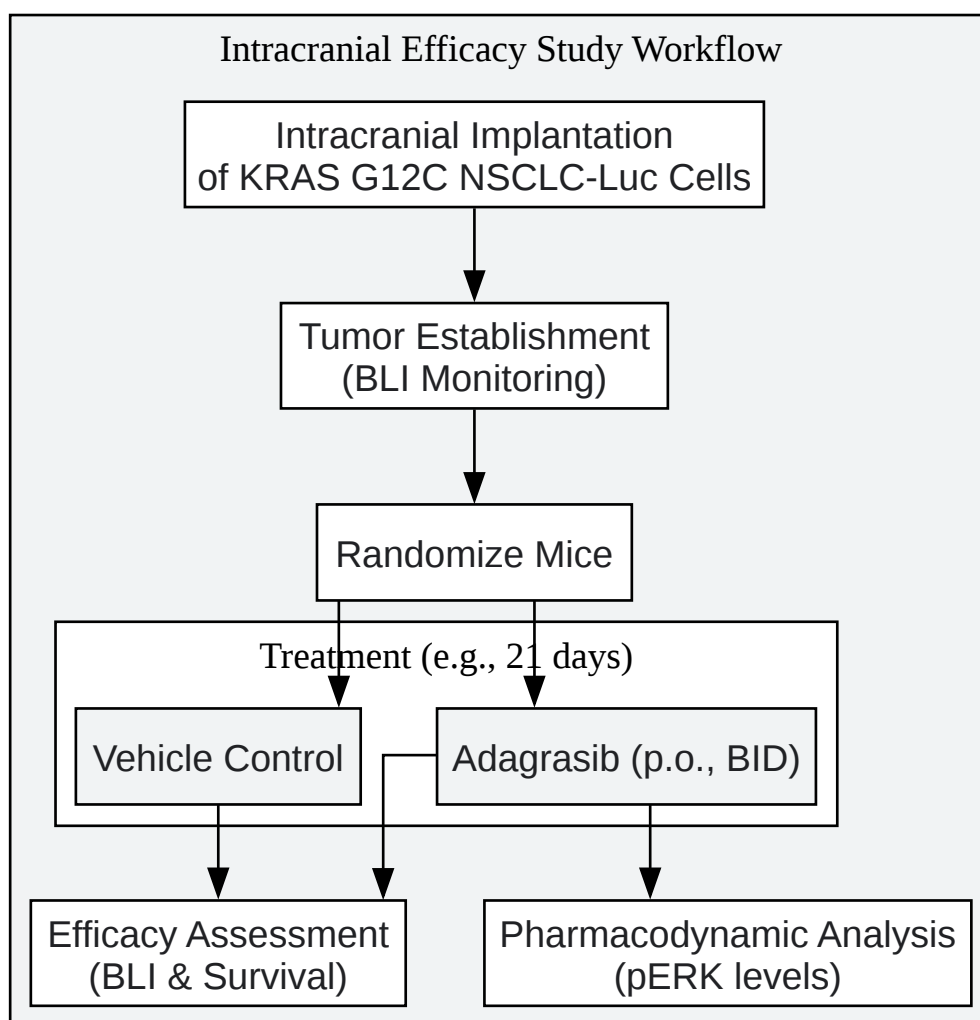 Intracranial Efficacy Study Workflow
Intracranial Implantation
of KRAS G12C NSCLC-Luc Cells
Tumor Establishment
(BLI Monitoring)
Randomize Mice
Treatment (e.g., 21 days)
Vehicle Control
Adagrasib (p.o., BID)
Efficacy Assessment
(BLI & Survival)
Pharmacodynamic Analysis
(pERK levels)